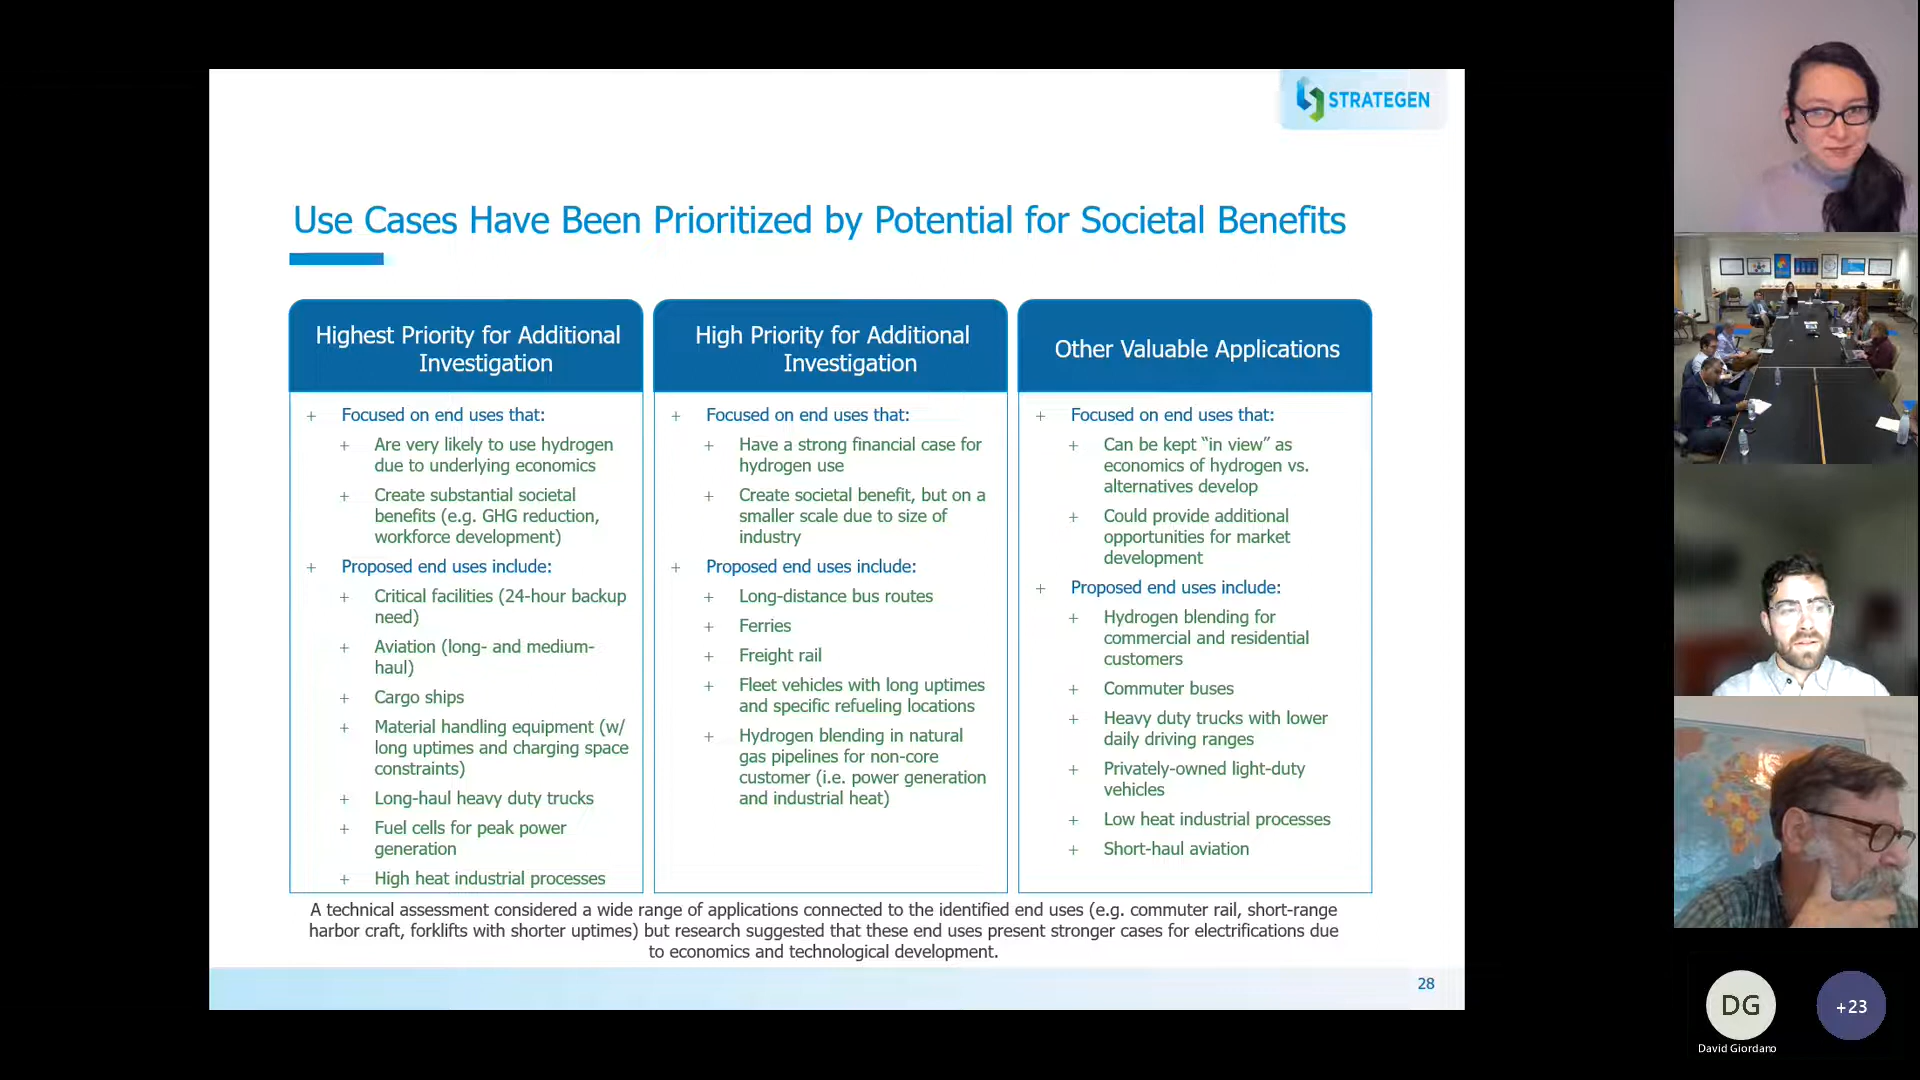 STRATEGEN
Use Cases Have Been Prioritized by Potential for Societal Benefits
Highest Priority for Additional
Investigation
+ Focused on end uses that:
+ Are very likely to use hydrogen
due to underlying economics
+ Create substantial societal
benefits (e.g. GHG reduction,
workforce development)
+ Proposed end uses include:
+ Critical facilities (24-hour backup
need)
+ Aviation (long- and medium-
haul)
+ Cargo ships
+ Material handling equipment (w/
long uptimes and charging space
constraints)
+ Long-haul heavy duty trucks
+ Fuel cells for peak power
generation
+ High heat industrial processes
High Priority for Additional
Investigation
+ Focused on end uses that:
+ Have a strong financial case for
hydrogen use
+ Create societal benefit, but on a
smaller scale due to size of
industry
+ Proposed end uses include:
+ Long-distance bus routes
+ Ferries
+ Freight rail
+ Fleet vehicles with long uptimes
and specific refueling locations
+ Hydrogen blending in natural
gas pipelines for non-core
customer (i.e. power generation
and industrial heat)
Other Valuable Applications
+ Focused on end uses that:
+ Can be kept “in view” as
economics of hydrogen vs.
alternatives develop
+ Could provide additional
opportunities for market
development
+ Proposed end uses include:
+ Hydrogen blending for
commercial and residential
customers
+ Commuter buses
+ Heavy duty trucks with lower
daily driving ranges
+ Privately-owned light-duty
vehicles
+ Low heat industrial processes
+ Short-haul aviation
A technical assessment considered a wide range of applications connected to the identified end uses (e.g. commuter rail, short-range
harbor craft, forklifts with shorter uptimes) but research suggested that these end uses present stronger cases for electrifications due
to economics and technological development.
28
DG
+23
David Giordano